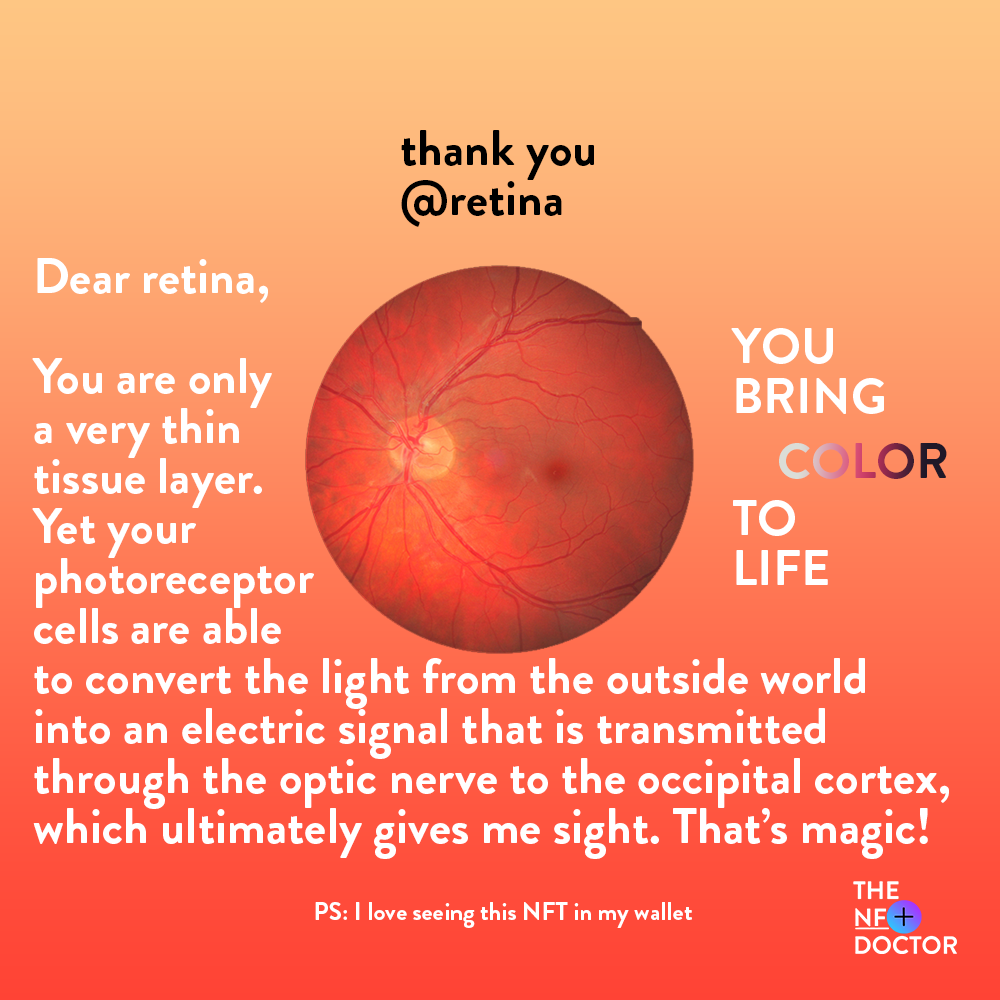 thank you
@retina
Dear retina,
You are only
a very thin
tissue layer.
Yet your
photoreceptor
cells are able
to convert the light from the outside world
into an electric signal that is transmitted
through the optic nerve to the occipital cortex,
which ultimately gives me sight. That’s magic!
YOU
BRING
COLOR
TO
LIFE
PS: I love seeing this NFT in my wallet
THE
NF+
DOCTOR